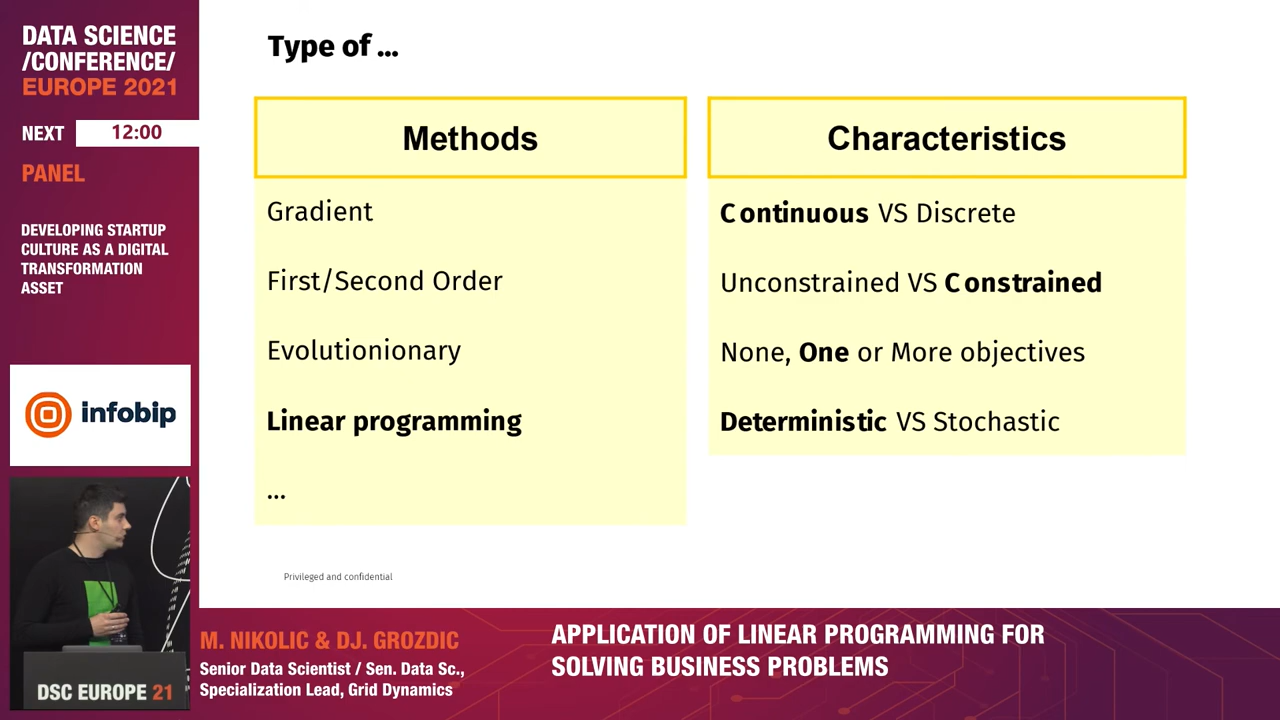 DATA SCIENCE
/CONFERENCE/
EUROPE 2021
NEXT 12:00
PANEL
DEVELOPING STARTUP
CULTURE AS A DIGITAL
TRANSFORMATION
ASSET
infobip
DSC EUROPE 21
Type of ...
Methods
Gradient
First/Second Order
Evolutionionary
Linear programming
...
Characteristics
Continuous VS Discrete
Unconstrained VS Constrained
None, One or More objectives
Deterministic VS Stochastic
Privileged and confidential
M. NIKOLIC & DJ. GROZDIC
Senior Data Scientist / Sen. Data Sc.,
Specialization Lead, Grid Dynamics
APPLICATION OF LINEAR PROGRAMMING FOR
SOLVING BUSINESS PROBLEMS